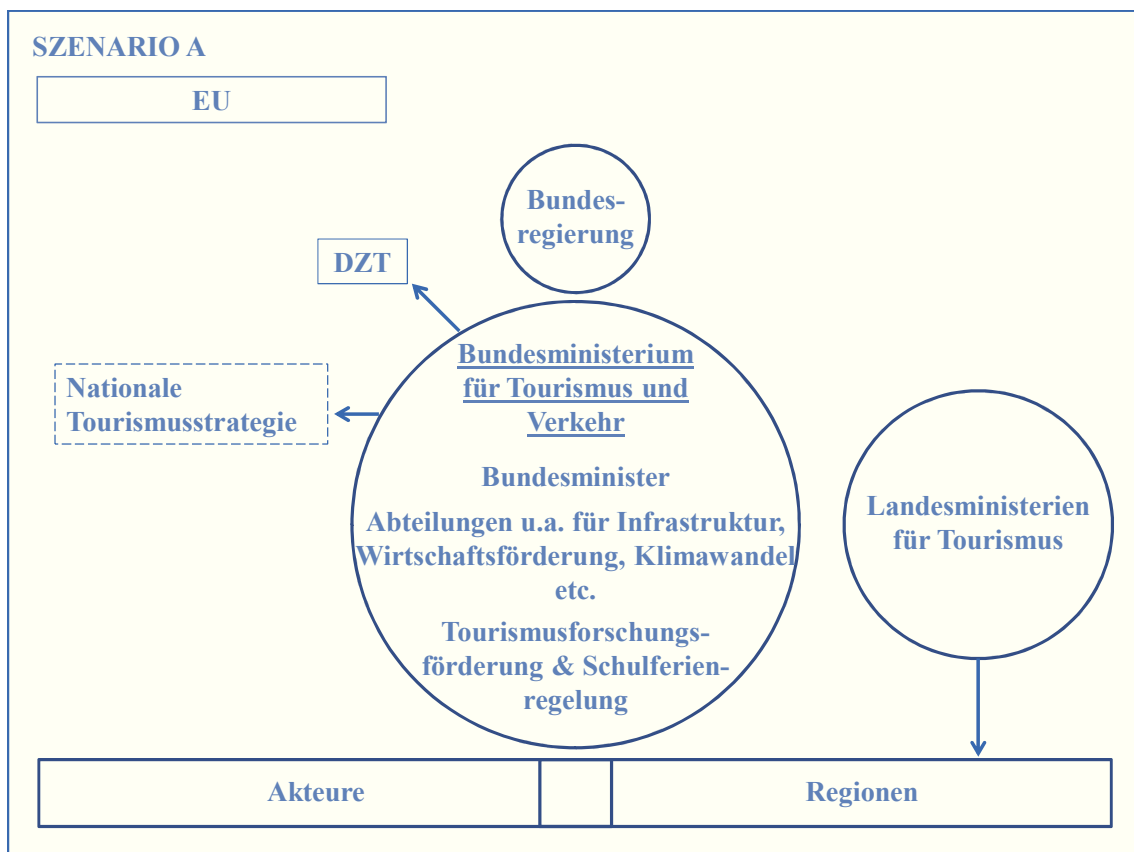 SZENARIO A
EU
Bundes-
regierung
DZT
Bundesministerium
für Tourismus und
Verkehr
Nationale
Tourismusstrategie
Bundesminister
Abteilungen u.a. für Infrastruktur,
Wirtschaftsförderung, Klimawandel
etc.
Tourismusforschungs-
förderung & Schulferien-
regelung
Landesministerien
für Tourismus
Akteure
Regionen